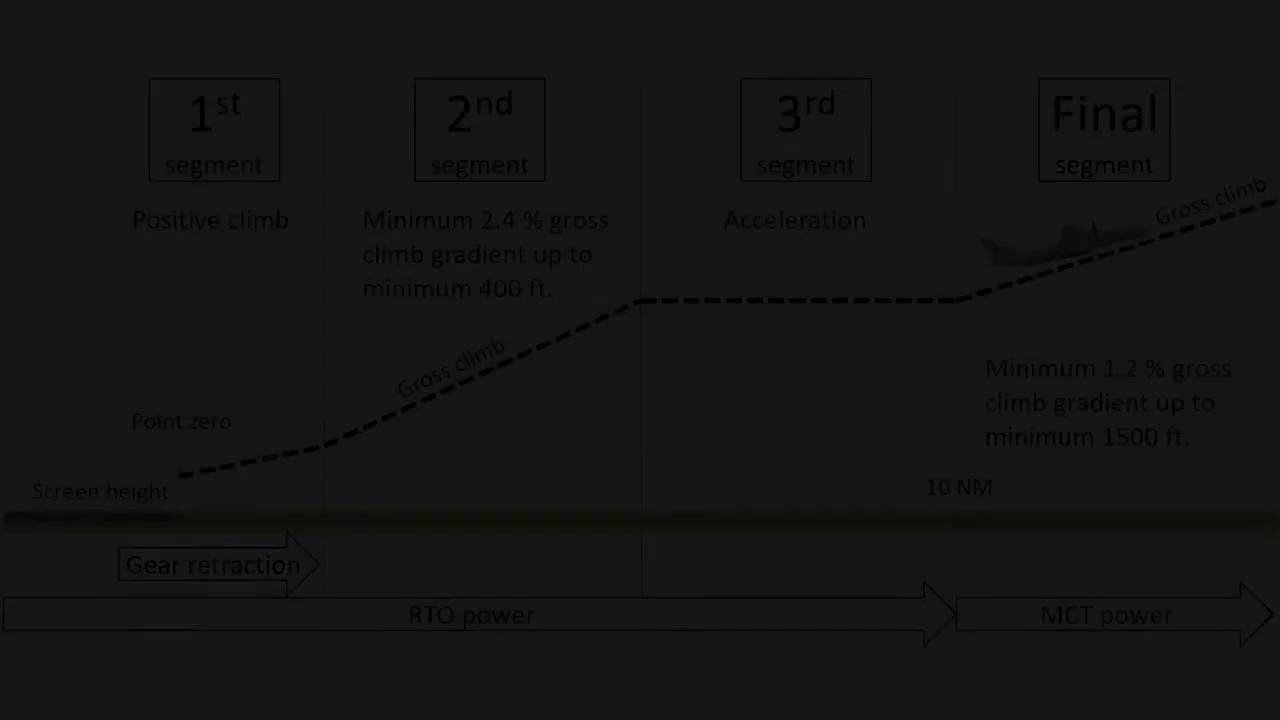 1st
segment
2nd
segment
3rd
segment
Final
segment
Positive climb
Minimum 2.4 % gross
climb gradient up to
minimum 400 ft.
Acceleration
Gross climb
Gross climb
Minimum 1.2 % gross
climb gradient up to
minimum 1500 ft.
Point zero
Screen height
10 NM
Gear retraction
RTO power
MCT power